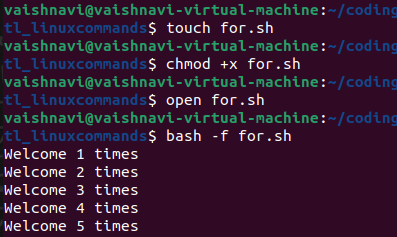 vaishnavi@vaishnavi-virtual-machine:~/coding
tl_linuxcommands$ touch for.sh
vaishnavi@vaishnavi-virtual-machine:~/coding
tl_linuxcommands$ chmod +x for.sh
vaishnavi@vaishnavi-virtual-machine:~/coding
tl_linuxcommands$ open for.sh
vaishnavi@vaishnavi-virtual-machine:~/coding
tl_linuxcommands$ bash -f for.sh
Welcome 1 times
Welcome 2 times
Welcome 3 times
Welcome 4 times
Welcome 5 times